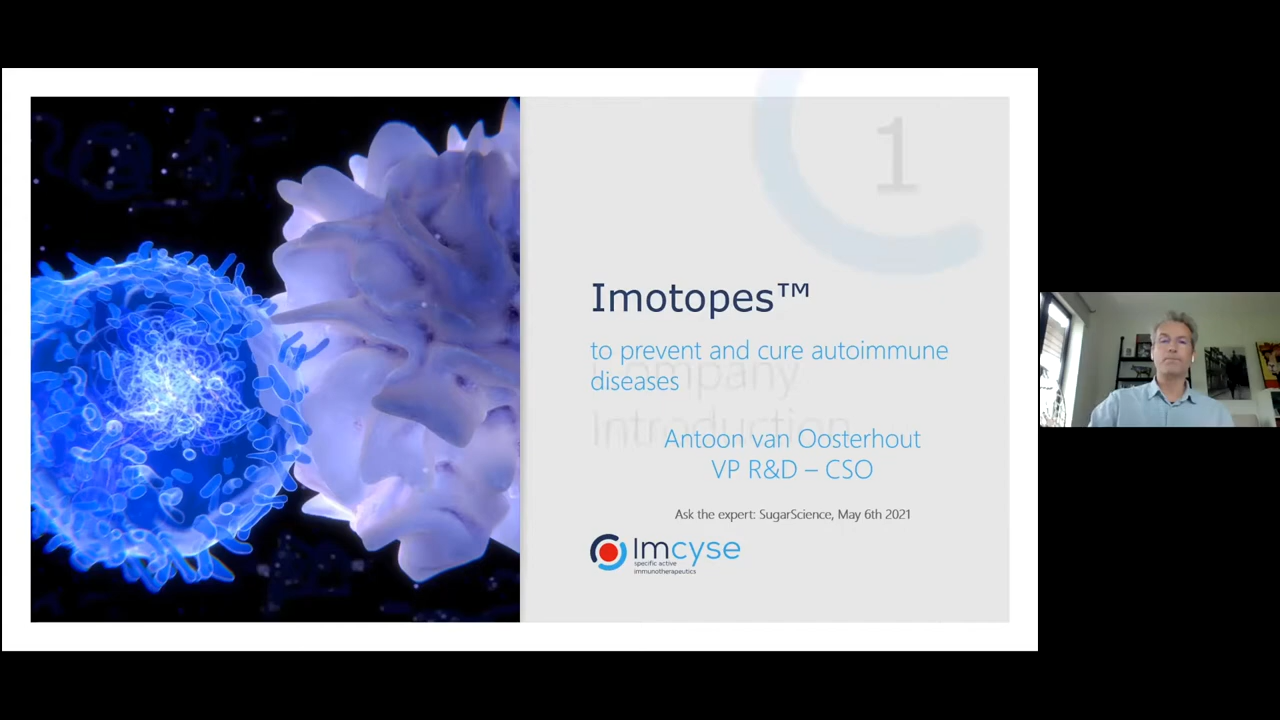 1
Imotopes™
to prevent and cure autoimmune
diseases
Company
Introduction
Antoon van Oosterhout
VP R&D – CSO
Ask the expert: SugarScience, May 6th 2021
Imcyse
specific active
immunotherapeutics